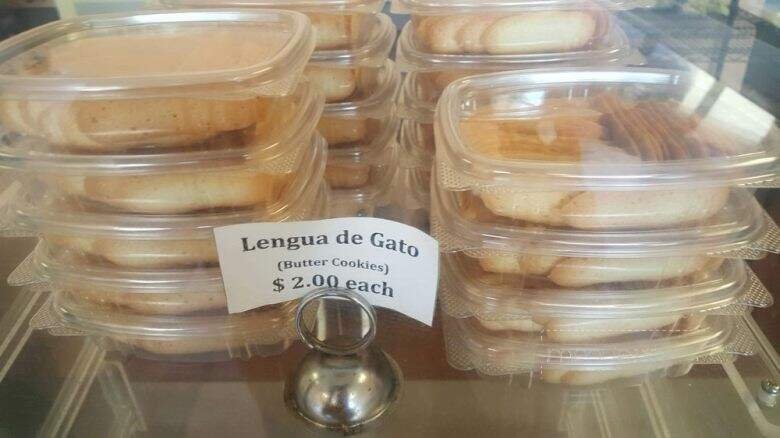 Lengua de Gato
(Butter Cookies)
$ 2.00 each